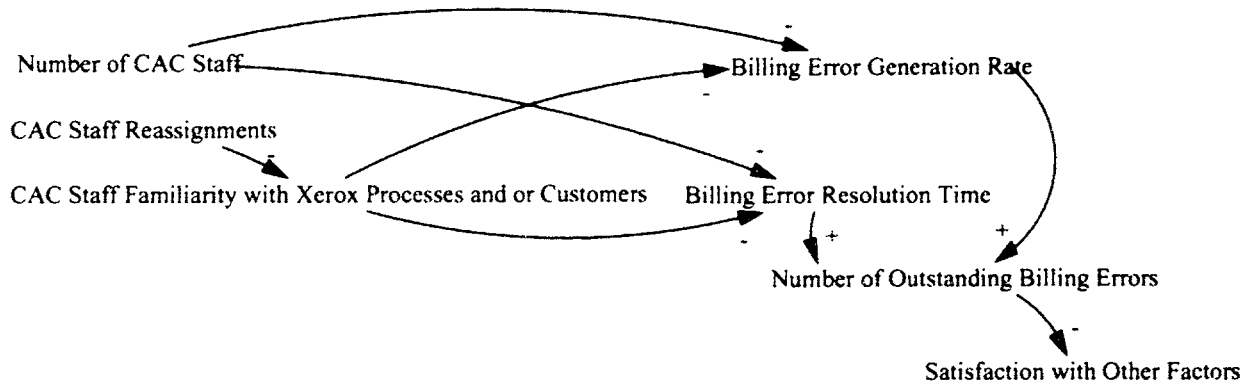 -
Number of CAC Staff
Billing Error Generation Rate
-
CAC Staff Reassignments
-
-
CAC Staff Familiarity with Xerox Processes and or Customers
Billing Error Resolution Time
-
+
+
Number of Outstanding Billing Errors
-
Satisfaction with Other Factors